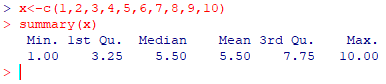 > x<-c(1,2,3,4,5,6,7,8,9,10)
> summary(x)
   Min. 1st Qu.  Median    Mean 3rd Qu.    Max.
   1.00    3.25    5.50    5.50    7.75   10.00
>